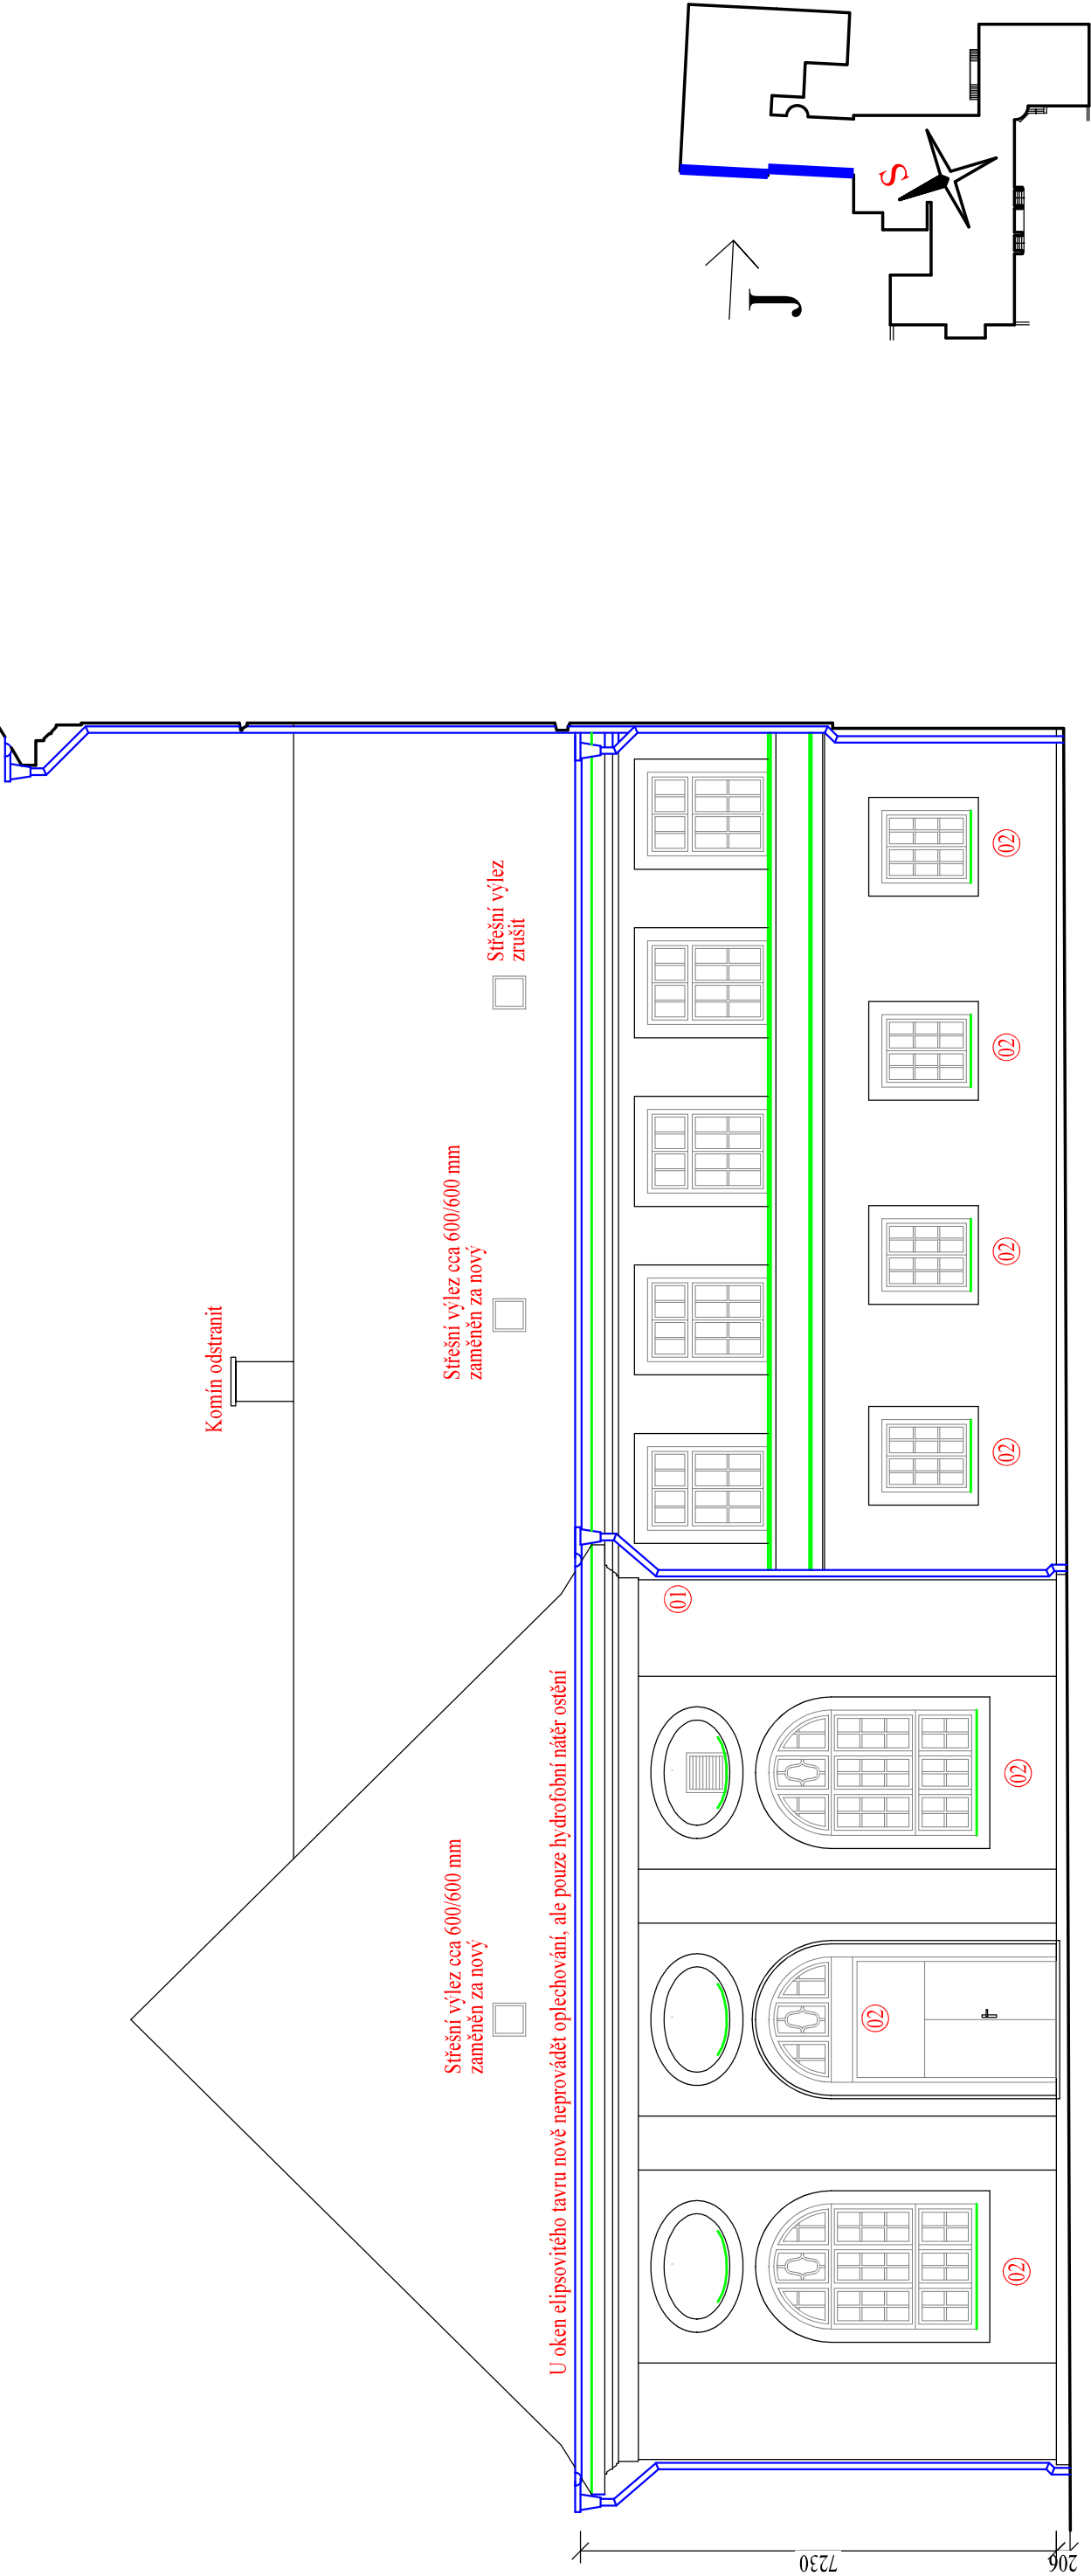 Komín odstranit
Střešní výlez cca 600/600 mm
zaměněn za nový
Střešní výlez cca 600/600 mm
zaměněn za nový
Střešní výlez
zrušit
U oken elipsovitého tavru nově neprovádět oplechování, ale pouze hydrofobní nátěr ostění
01
02
02
02
02
02
02
02
7230
206
J
S